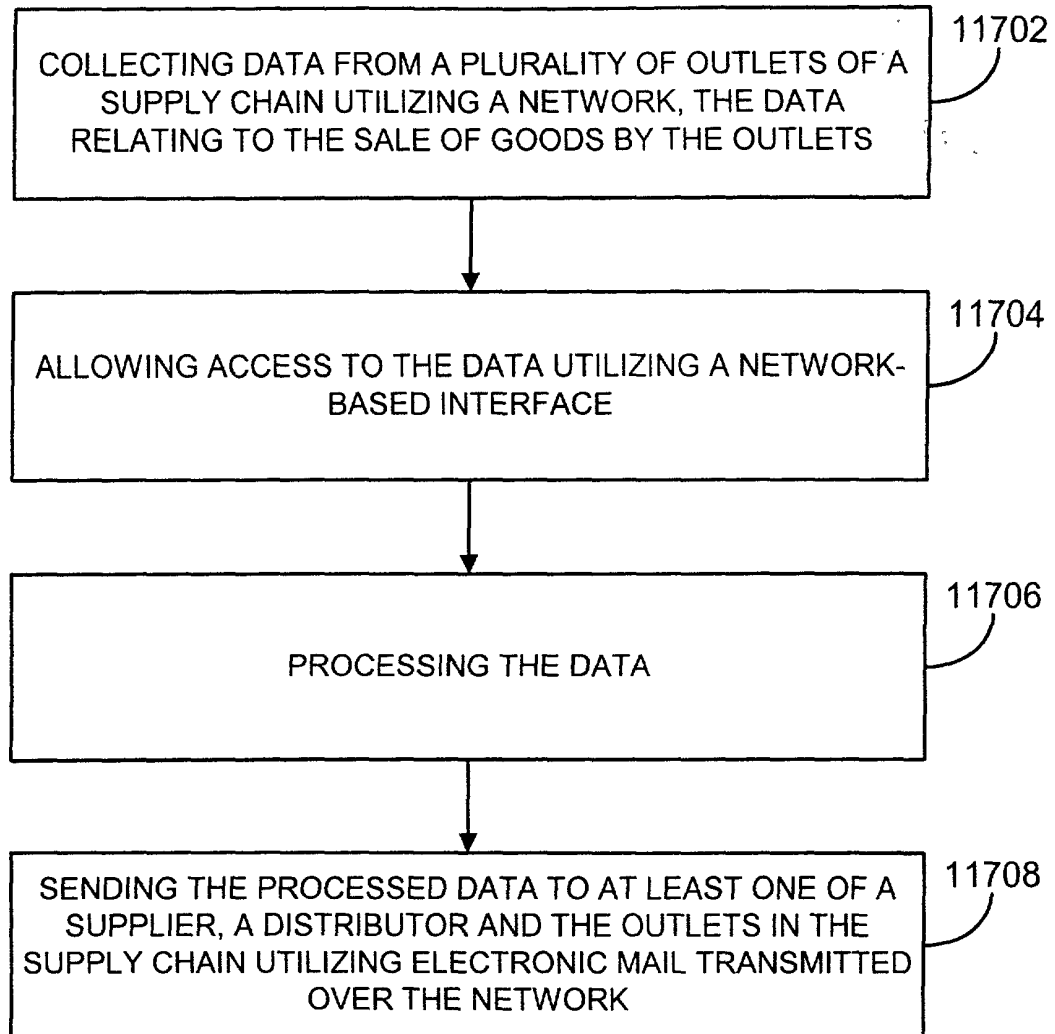 11702
COLLECTING DATA FROM A PLURALITY OF OUTLETS OF A
SUPPLY CHAIN UTILIZING A NETWORK, THE DATA
RELATING TO THE SALE OF GOODS BY THE OUTLETS
11704
ALLOWING ACCESS TO THE DATA UTILIZING A NETWORK-
BASED INTERFACE
11706
PROCESSING THE DATA
11708
SENDING THE PROCESSED DATA TO AT LEAST ONE OF A
SUPPLIER, A DISTRIBUTOR AND THE OUTLETS IN THE
SUPPLY CHAIN UTILIZING ELECTRONIC MAIL TRANSMITTED
OVER THE NETWORK